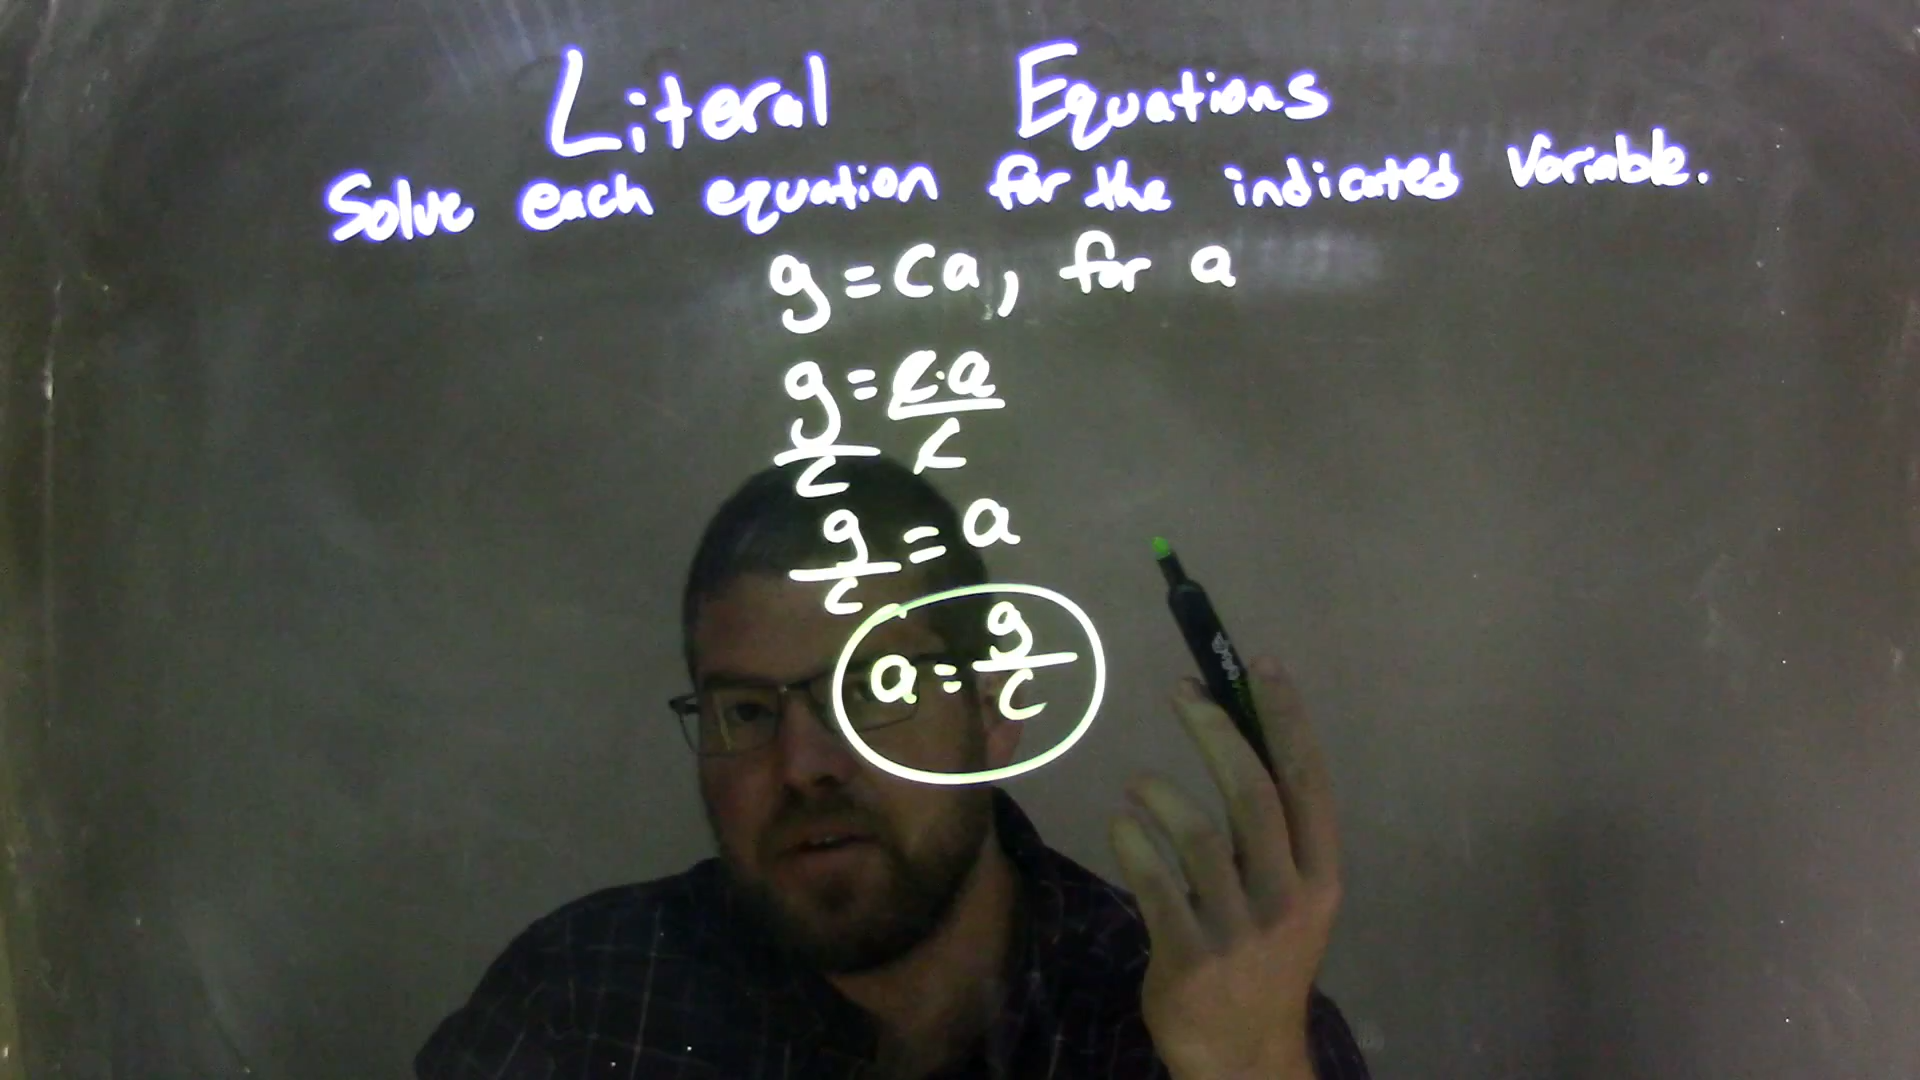 Literal Equations
Solve each equation for the indicated variable.
g = ca, for a
g/c = c·a/c
g/c = a
a = g/c